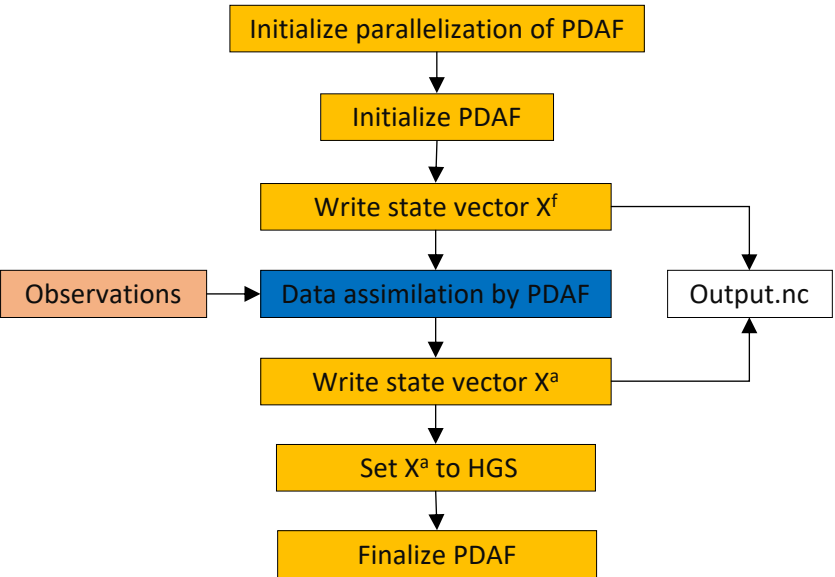 Initialize parallelization of PDAF
Initialize PDAF
Write state vector Xᶠ
Observations
Data assimilation by PDAF
Output.nc
Write state vector Xᵃ
Set Xᵃ to HGS
Finalize PDAF